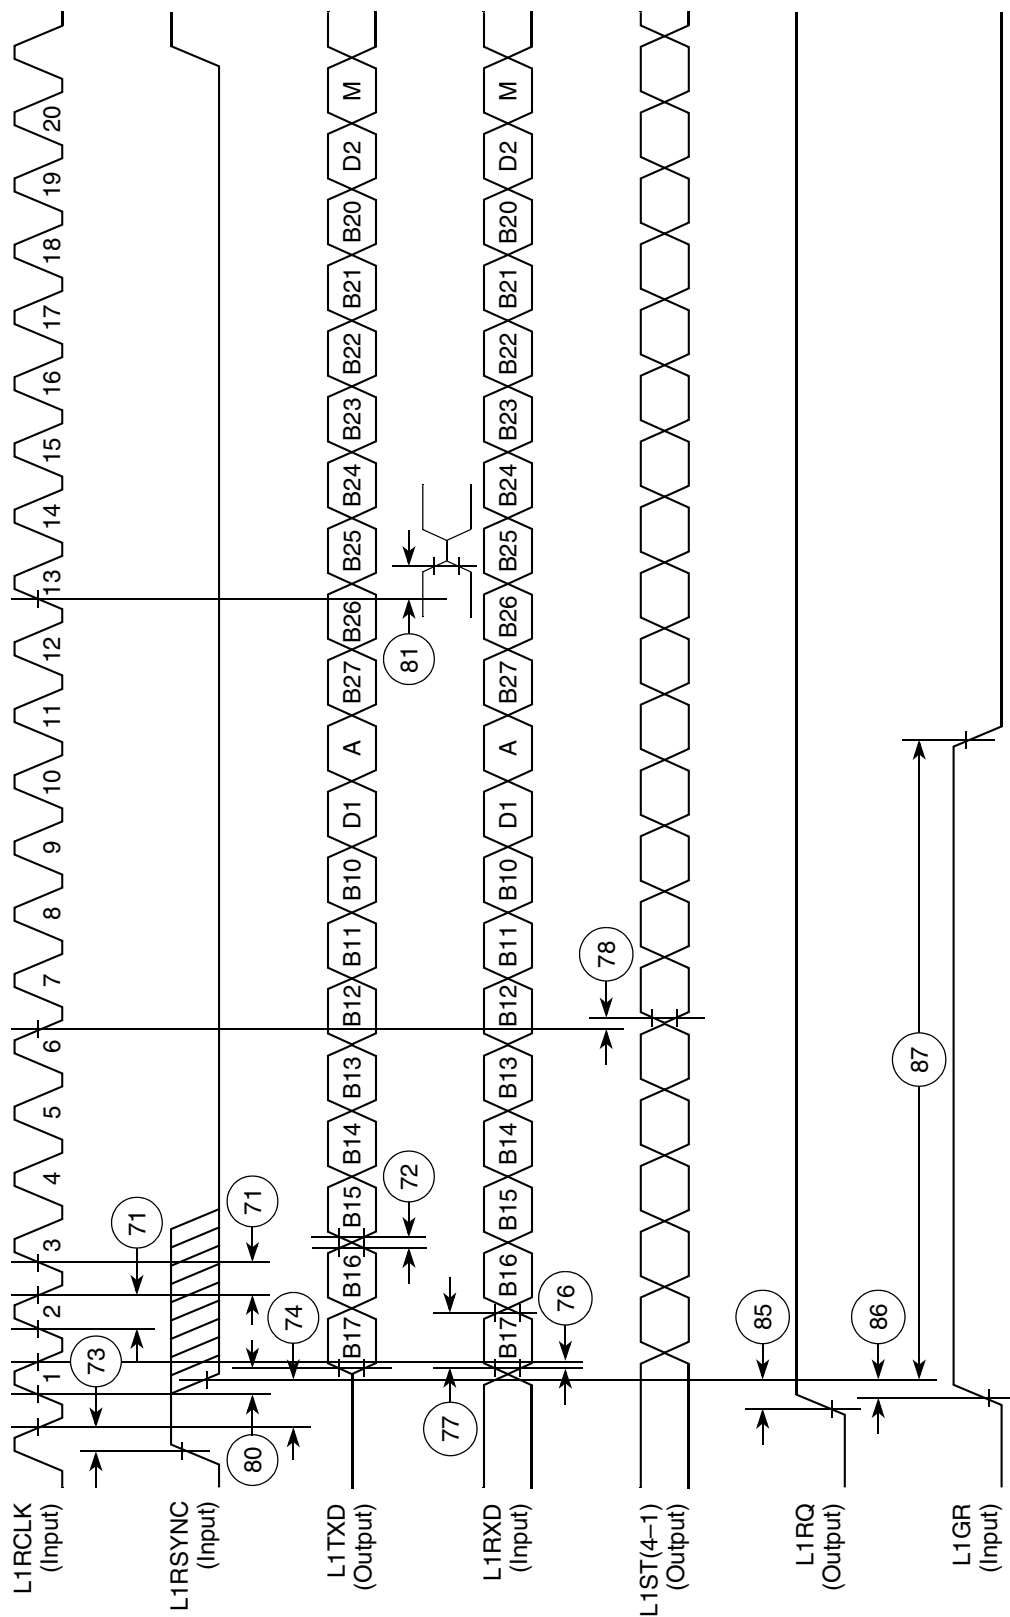 L1RCLK
(Input)
1 2 3 4 5 6 7 8 9 10 11 12 13 14 15 16 17 18 19 20
73
71
L1RSYNC
(Input)
80
74
71
L1TXD
(Output)
B17 B16 B15 B14 B13 B12 B11 B10 D1 A B27 B26 B25 B24 B23 B22 B21 B20 D2 M
72
81
77
L1RXD
(Input)
B17 B16 B15 B14 B13 B12 B11 B10 D1 A B27 B26 B25 B24 B23 B22 B21 B20 D2 M
76
78
L1ST(4–1)
(Output)
85
L1RQ
(Output)
86
87
L1GR
(Input)